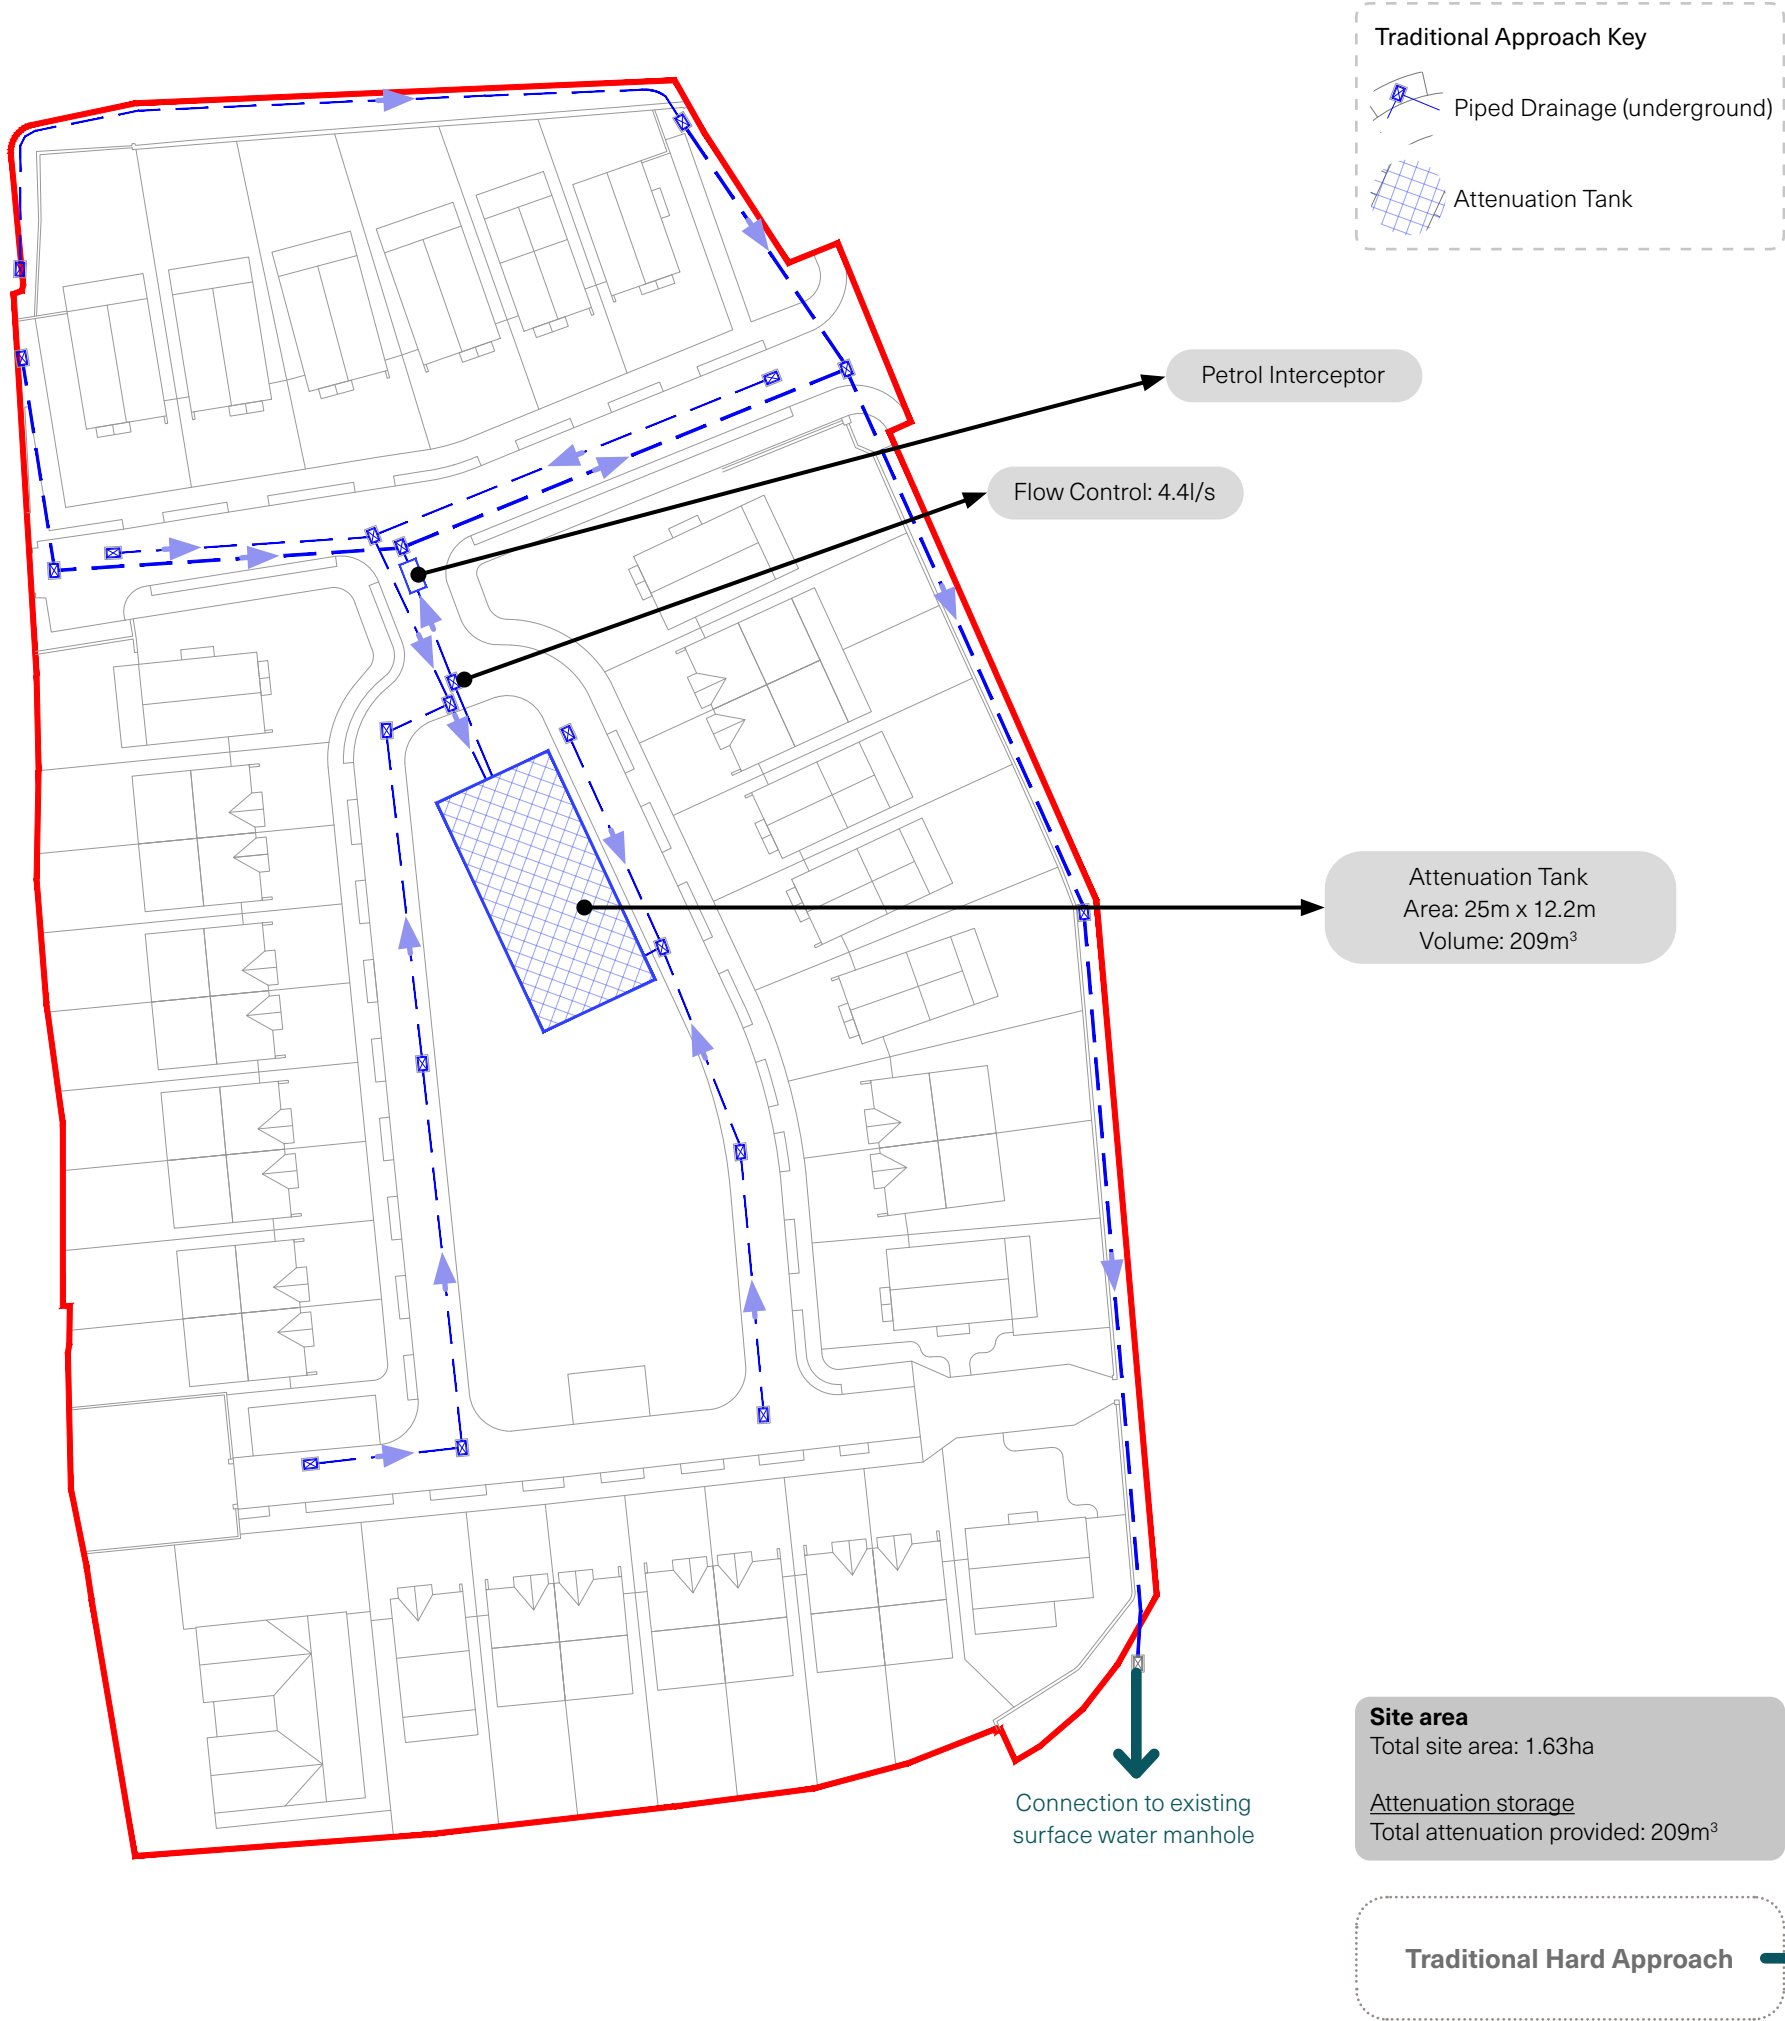 Traditional Approach Key
Piped Drainage (underground)
Attenuation Tank
Petrol Interceptor
Flow Control: 4.4l/s
Attenuation Tank
Area: 25m x 12.2m
Volume: 209m³
Connection to existing
surface water manhole
Site area
Total site area: 1.63ha
Attenuation storage
Total attenuation provided: 209m³
Traditional Hard Approach